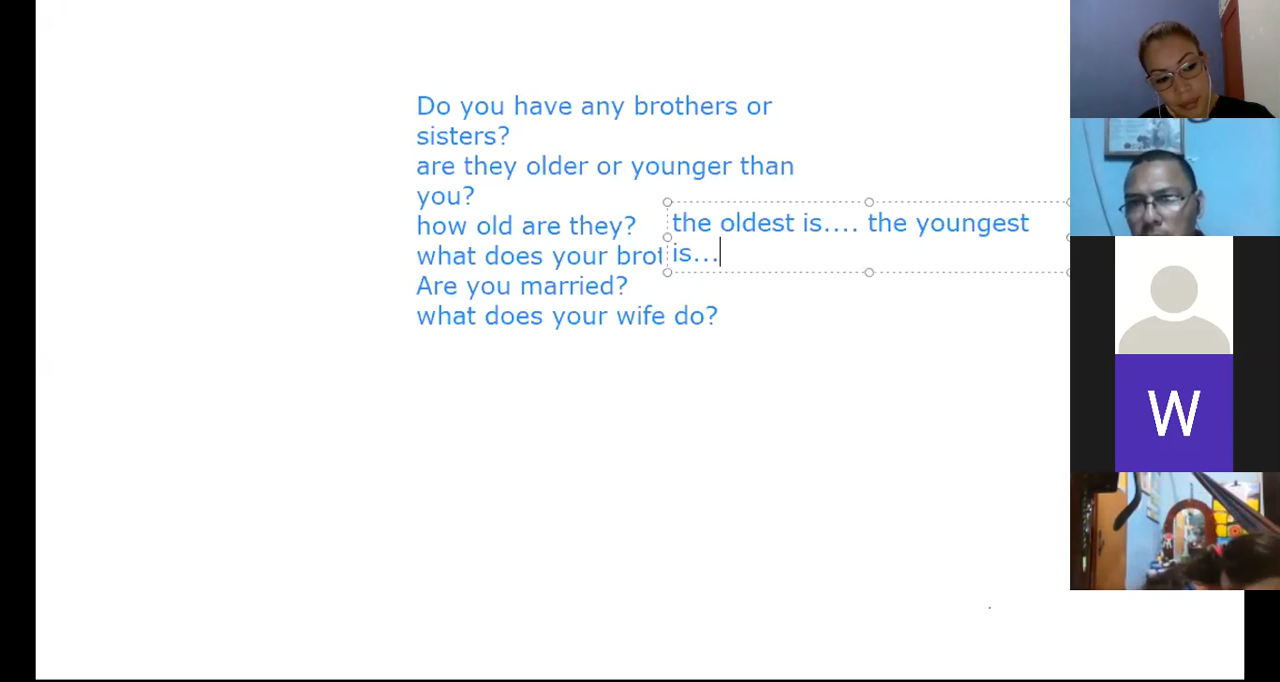 Do you have any brothers or
sisters?
are they older or younger than
you?
how old are they?
the oldest is.... the youngest
is...
what does your
Are you married?
what does your wife do?
W